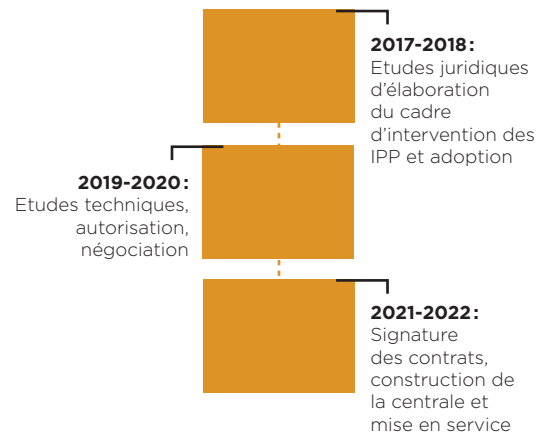 2017-2018:
Etudes juridiques
d’élaboration
du cadre
d’intervention des
IPP et adoption
2019-2020:
Etudes techniques,
autorisation,
négociation
2021-2022:
Signature
des contrats,
construction de
la centrale et
mise en service